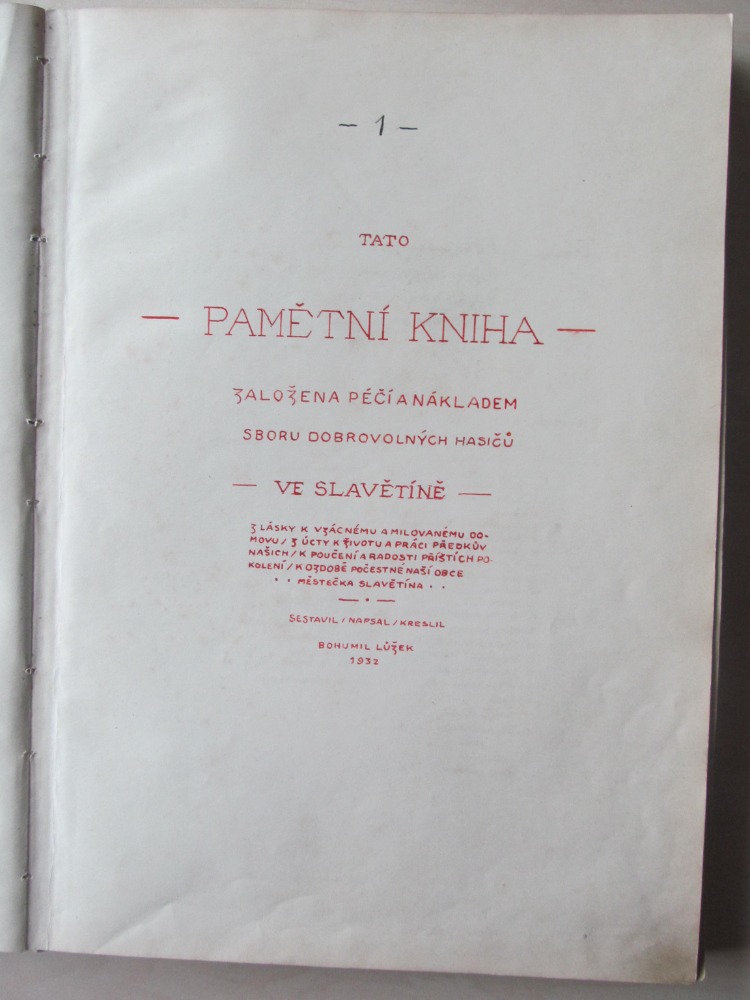 – 1 –
TATO
— PAMĚTNÍ KNIHA —
ZALOŽENA PÉČÍ A NÁKLADEM
SBORU DOBROVOLNÝCH HASIČŮ
— VE SLAVĚTÍNĚ —
Z LÁSKY K VZÁCNÉMU A MILOVANÉMU DO-
MOVU / Z ÚCTY K ŽIVOTU A PRÁCI PŘEDKŮV
NAŠICH / K POUČENÍ A RADOSTI PŘÍŠTÍCH PO-
KOLENÍ / K OZDOBĚ POČESTNÉ NAŠÍ OBCE
· · MĚSTEČKA SLAVĚTÍNA · ·
— · —
SESTAVIL / NAPSAL / KRESLIL
BOHUMIL LŮŽEK
1932